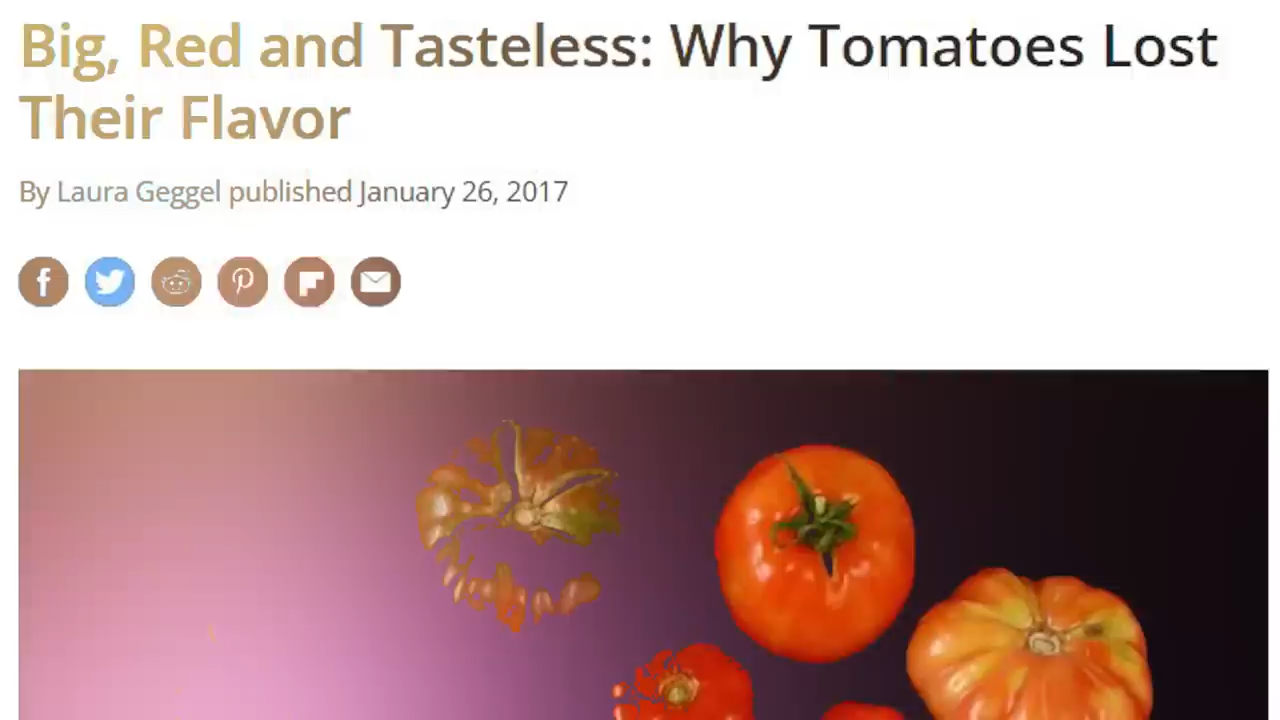 Big, Red and Tasteless: Why Tomatoes Lost
Their Flavor
By Laura Geggel published January 26, 2017